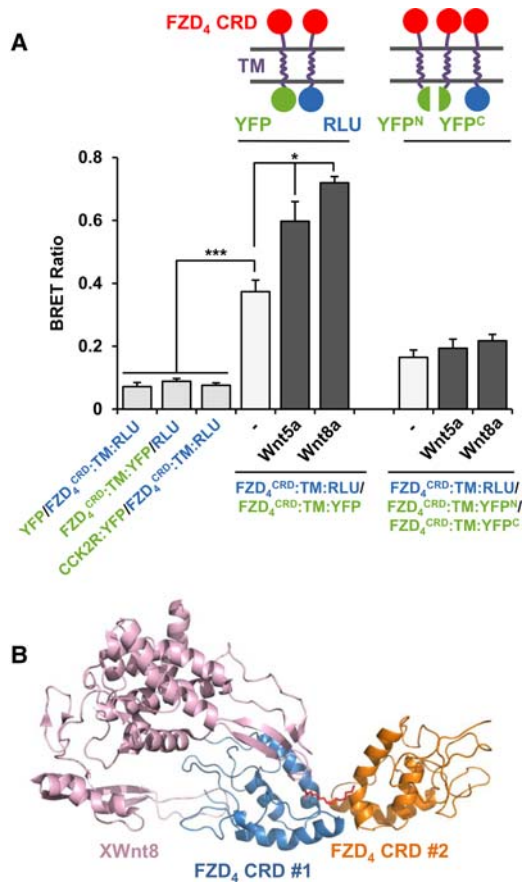 A
FZD₄ CRD
FZD₄ CRD
TM
YFP
RLU
YFPᴺ
YFPᶜ
RLU
BRET Ratio
0.8
0.6
0.4
0.2
0
***
*
YFP/FZD₄ᶜᴿᴰ:TM:RLU
FZD₄ᶜᴿᴰ:TM:YFP/RLU
CCK2R:YFP/FZD₄ᶜᴿᴰ:TM:RLU
-
Wnt5a
Wnt8a
-
Wnt5a
Wnt8a
FZD₄ᶜᴿᴰ:TM:RLU/
FZD₄ᶜᴿᴰ:TM:YFP
FZD₄ᶜᴿᴰ:TM:RLU/
FZD₄ᶜᴿᴰ:TM:YFPᴺ/
FZD₄ᶜᴿᴰ:TM:YFPᶜ
B
XWnt8
FZD₄ CRD #1
FZD₄ CRD #2